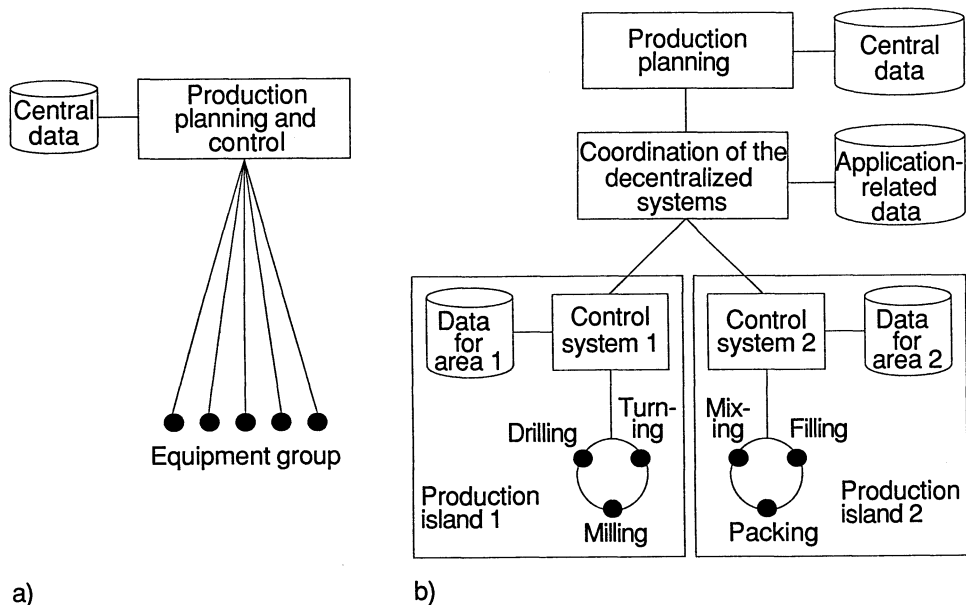 Central
data
Production
planning and
control
Equipment group
a)
Production
planning
Central
data
Coordination of the
decentralized
systems
Application-
related
data
Data
for
area 1
Control
system 1
Turn-
ing
Drilling
Milling
Production
island 1
Control
system 2
Data
for
area 2
Mix-
ing
Filling
Packing
Production
island 2
b)